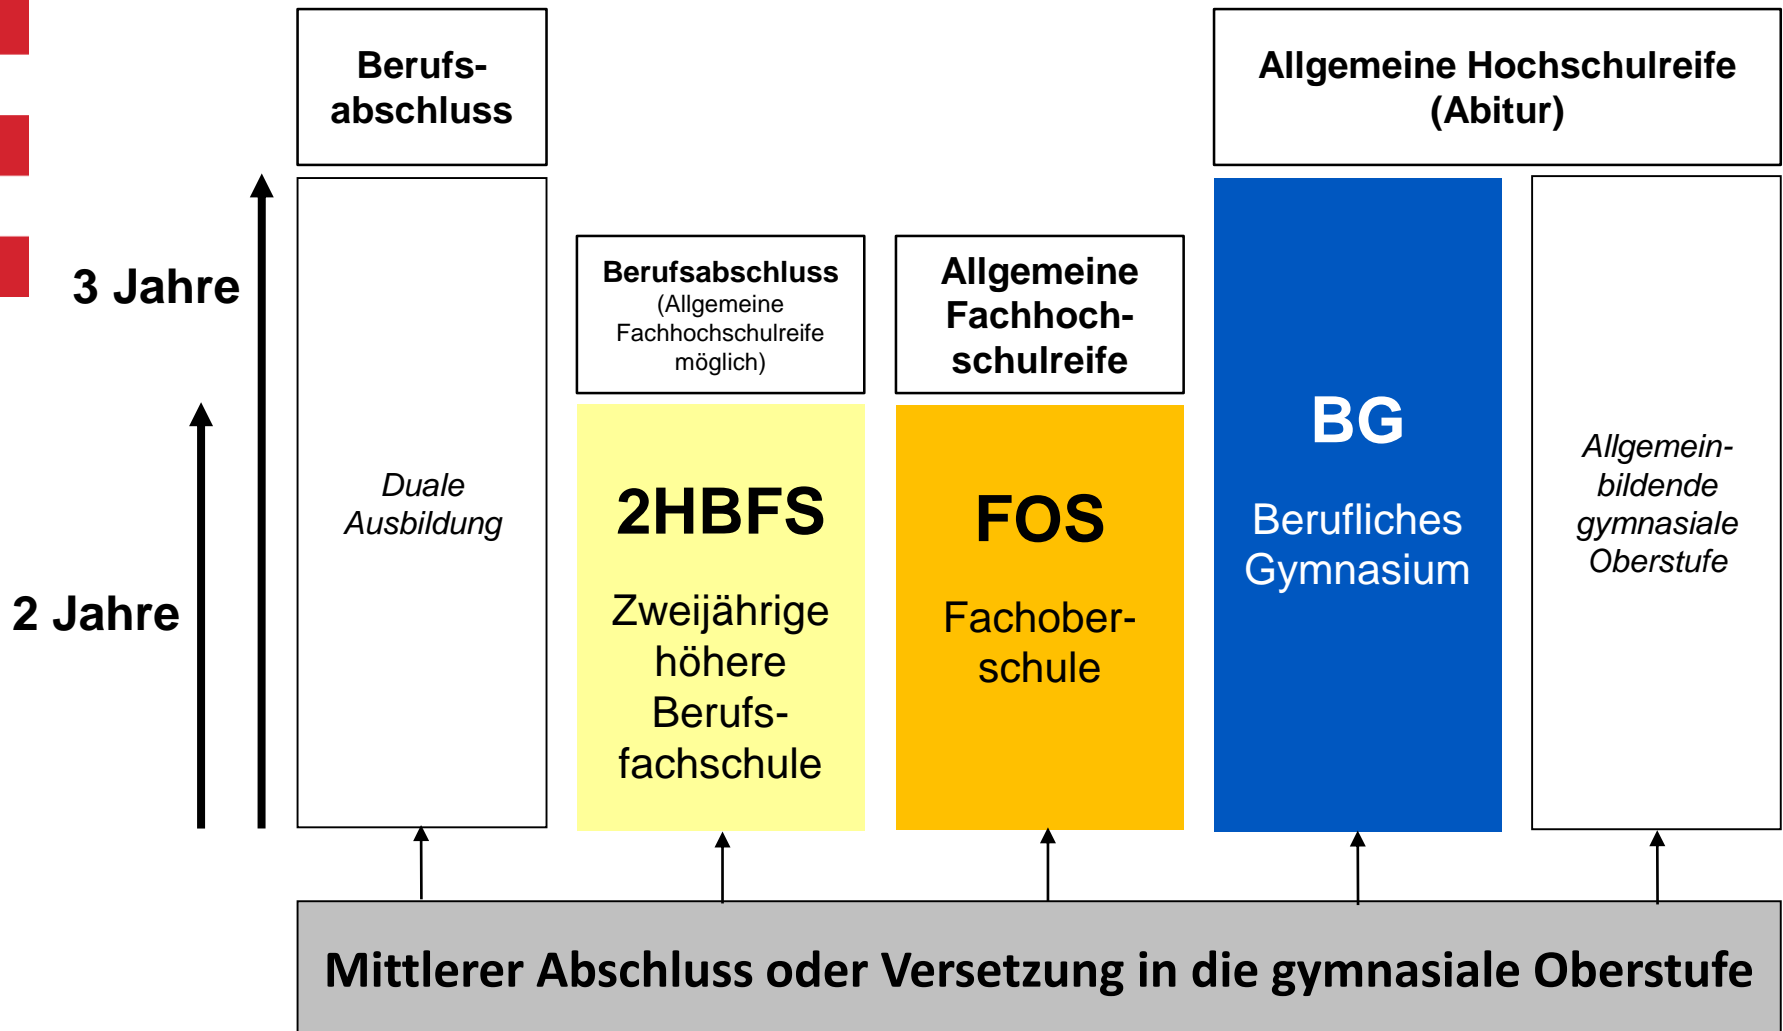 Berufs-
abschluss
Allgemeine Hochschulreife
(Abitur)
3 Jahre
2 Jahre
Duale
Ausbildung
Berufsabschluss
(Allgemeine
Fachhochschulreife
möglich)
2HBFS
Zweijährige
höhere
Berufs-
fachschule
Allgemeine
Fachhoch-
schulreife
FOS
Fachober-
schule
BG
Berufliches
Gymnasium
Allgemein-
bildende
gymnasiale
Oberstufe
Mittlerer Abschluss oder Versetzung in die gymnasiale Oberstufe